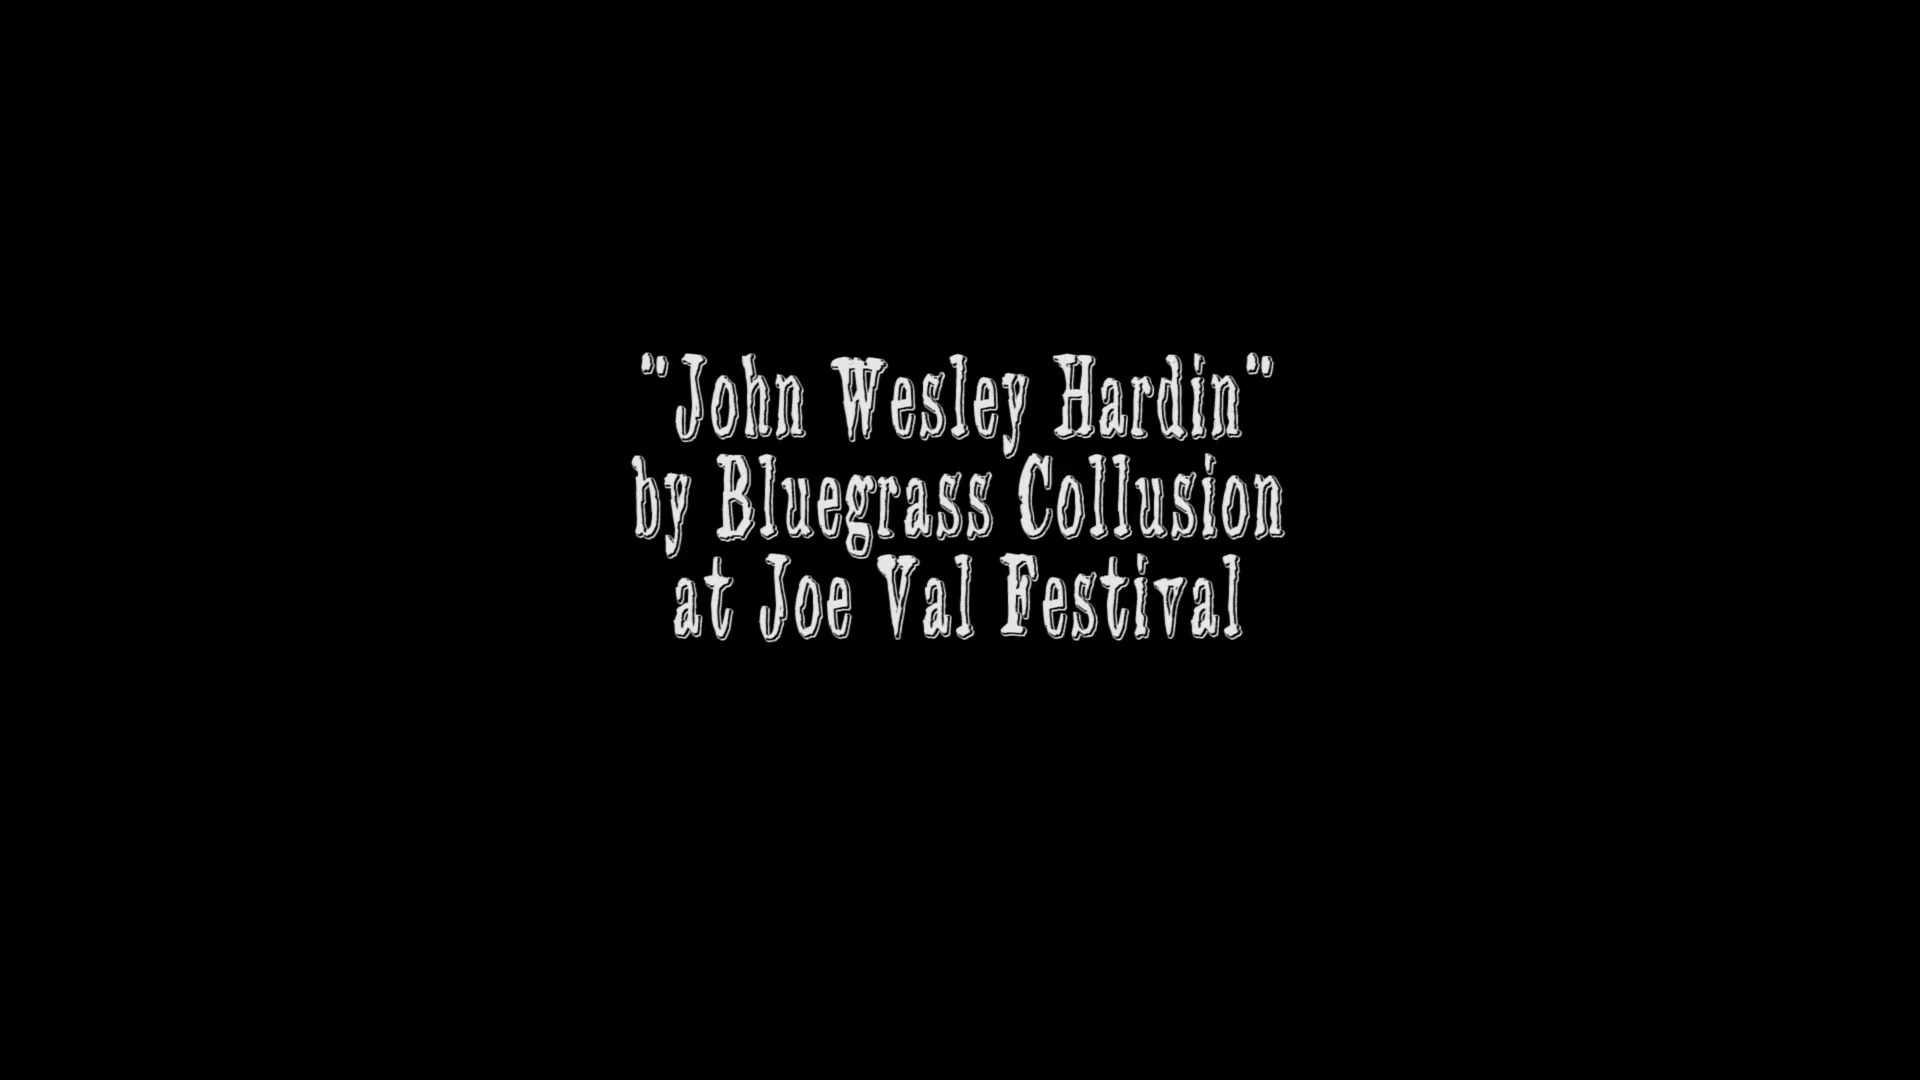 "John Wesley Hardin"
by Bluegrass Collusion
at Joe Val Festival